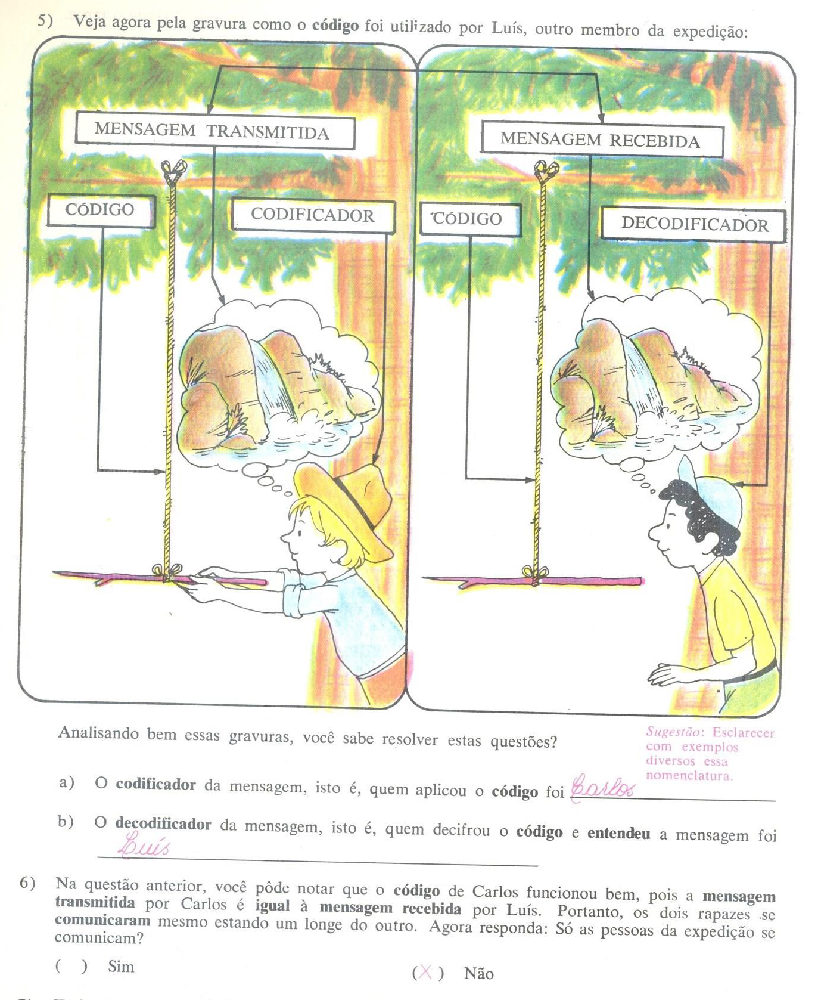 5) Veja agora pela gravura como o código foi utilizado por Luís, outro membro da expedição:
MENSAGEM TRANSMITIDA
MENSAGEM RECEBIDA
CÓDIGO
CODIFICADOR
CÓDIGO
DECODIFICADOR
Analisando bem essas gravuras, você sabe resolver estas questões?
Sugestão: Esclarecer
com exemplos
diversos essa
nomenclatura.
a) O codificador da mensagem, isto é, quem aplicou o código foi Carlos
b) O decodificador da mensagem, isto é, quem decifrou o código e entendeu a mensagem foi
Luís
6) Na questão anterior, você pôde notar que o código de Carlos funcionou bem, pois a mensagem
transmitida por Carlos é igual à mensagem recebida por Luís. Portanto, os dois rapazes se
comunicaram mesmo estando um longe do outro. Agora responda: Só as pessoas da expedição se
comunicam?
( ) Sim
(X) Não